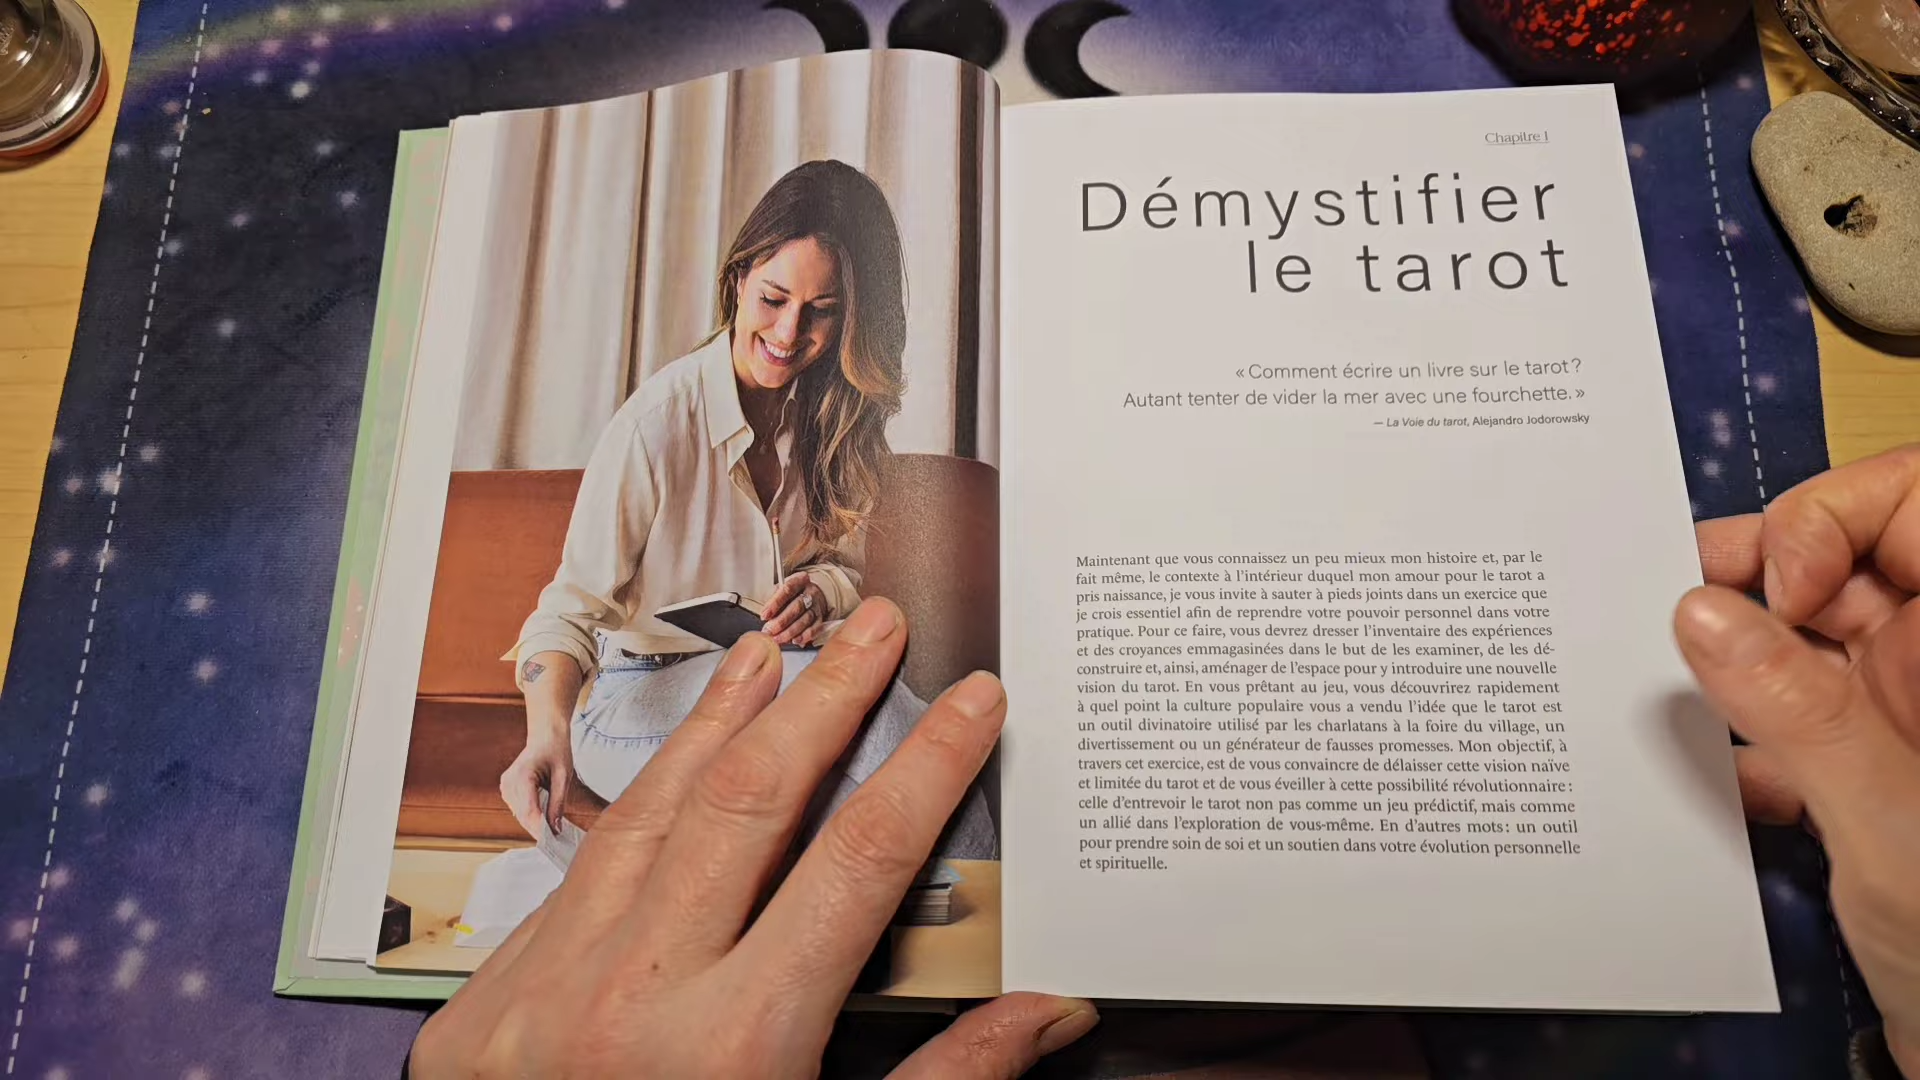 Chapitre 1
Démystifier
le tarot
« Comment écrire un livre sur le tarot ?
Autant tenter de vider la mer avec une fourchette. »
— La Voie du tarot, Alejandro Jodorowsky
Maintenant que vous connaissez un peu mieux mon histoire et, par le
fait même, le contexte à l’intérieur duquel mon amour pour le tarot a
pris naissance, je vous invite à sauter à pieds joints dans un exercice que
je crois essentiel afin de reprendre votre pouvoir personnel dans votre
pratique. Pour ce faire, vous devrez dresser l’inventaire des expériences
et des croyances emmagasinées dans le but de les examiner, de les dé-
construire et, ainsi, aménager de l’espace pour y introduire une nouvelle
vision du tarot. En vous prêtant au jeu, vous découvrirez rapidement
à quel point la culture populaire vous a vendu l’idée que le tarot est
un outil divinatoire utilisé par les charlatans à la foire du village, un
divertissement ou un générateur de fausses promesses. Mon objectif, à
travers cet exercice, est de vous convaincre de délaisser cette vision naïve
et limitée du tarot et de vous éveiller à cette possibilité révolutionnaire :
celle d’entrevoir le tarot non pas comme un jeu prédictif, mais comme
un allié dans l’exploration de vous-même. En d’autres mots : un outil
pour prendre soin de soi et un soutien dans votre évolution personnelle
et spirituelle.